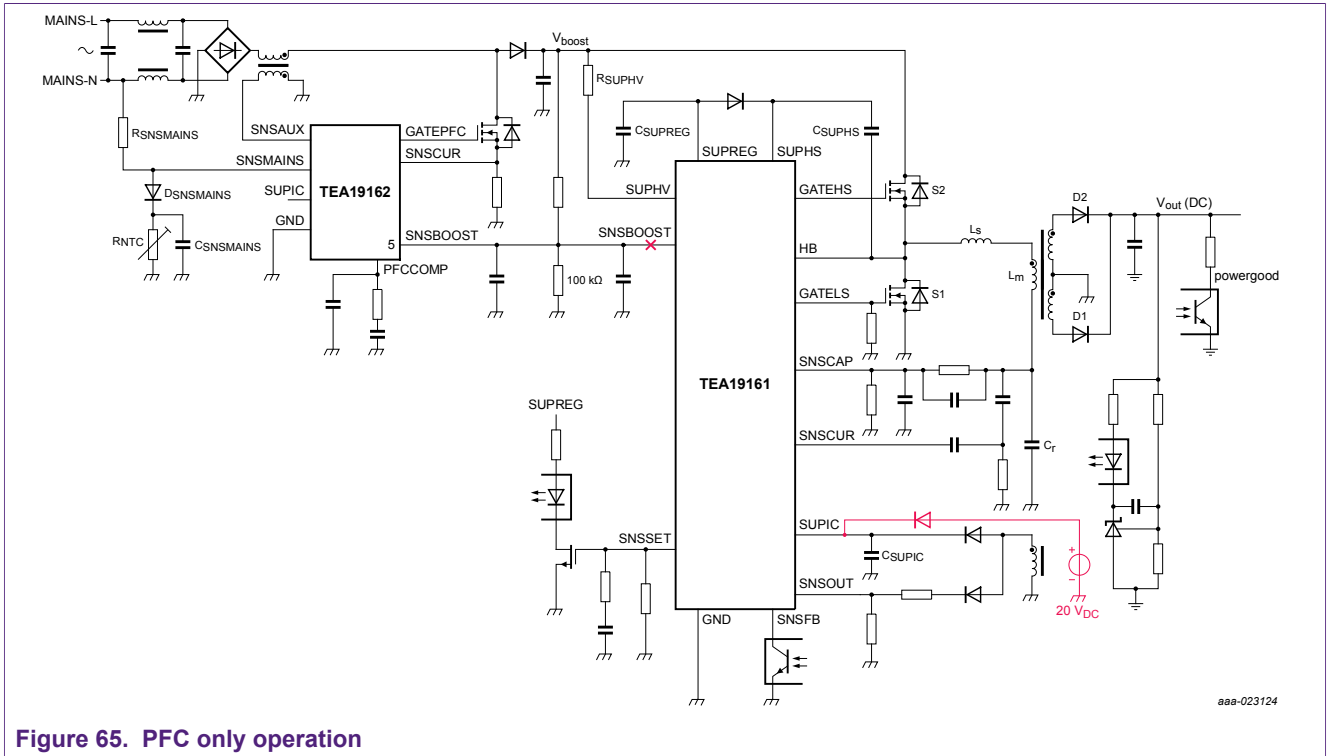 MAINS-L
MAINS-N
Vboost
RSUPHV
CSUPREG
CSUPHS
SUPREG SUPHS
RSNSMAINS
SNSAUX
GATEPFC
SNSCUR
SNSMAINS
TEA19162
DSNSMAINS
SUPIC
GND
RNTC
CSNSMAINS
5
SNSBOOST
PFCCOMP
100 kΩ
SUPHV
SNSBOOST
GATEHS
S2
HB
Ls
Lm
GATELS
S1
D2
Vout (DC)
D1
powergood
TEA19161
SNSCAP
SNSCUR
Cr
SUPREG
SNSSET
SUPIC
CSUPIC
SNSOUT
+
−
20 VDC
GND SNSFB
aaa-023124
Figure 65. PFC only operation